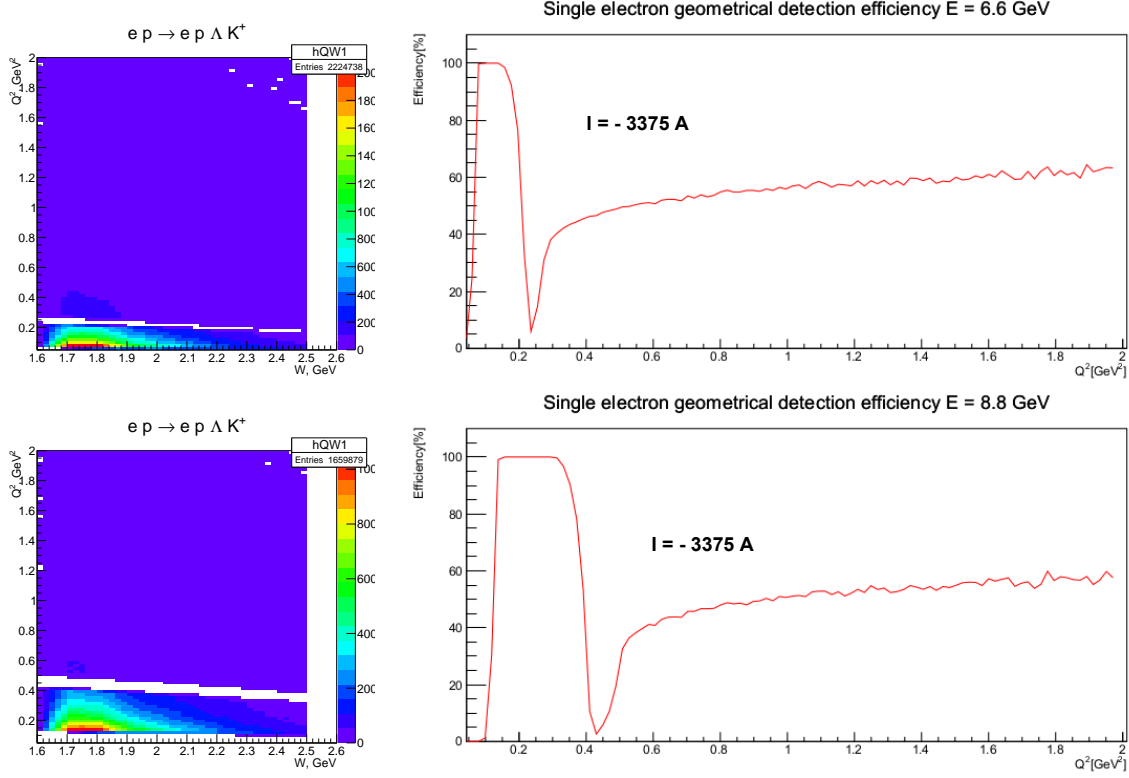 e p → e p Λ K⁺
hQW1
Entries 2224738
Q², GeV²
2
1.8
1.6
1.4
1.2
1
0.8
0.6
0.4
0.2
1.6 1.7 1.8 1.9 2 2.1 2.2 2.3 2.4 2.5 2.6
W, GeV
200
180
160
140
120
100
800
600
400
200
0
Single electron geometrical detection efficiency E = 6.6 GeV
Efficiency[%]
100
80
60
40
20
0
I = - 3375 A
0.2 0.4 0.6 0.8 1 1.2 1.4 1.6 1.8 2
Q²[GeV²]
e p → e p Λ K⁺
hQW1
Entries 1659879
Q², GeV²
2
1.8
1.6
1.4
1.2
1
0.8
0.6
0.4
0.2
1.6 1.7 1.8 1.9 2 2.1 2.2 2.3 2.4 2.5 2.6
W, GeV
100
800
600
400
200
0
Single electron geometrical detection efficiency E = 8.8 GeV
Efficiency[%]
100
80
60
40
20
0
I = - 3375 A
0.2 0.4 0.6 0.8 1 1.2 1.4 1.6 1.8 2
Q²[GeV²]